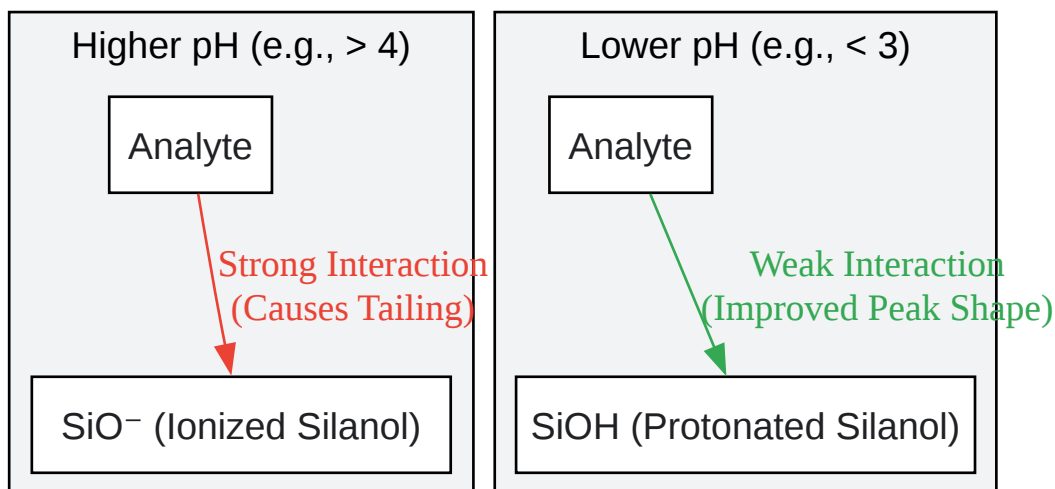 Higher pH (e.g., > 4)
Analyte
Strong Interaction
(Causes Tailing)
SiO⁻ (Ionized Silanol)
Lower pH (e.g., < 3)
Analyte
Weak Interaction
(Improved Peak Shape)
SiOH (Protonated Silanol)